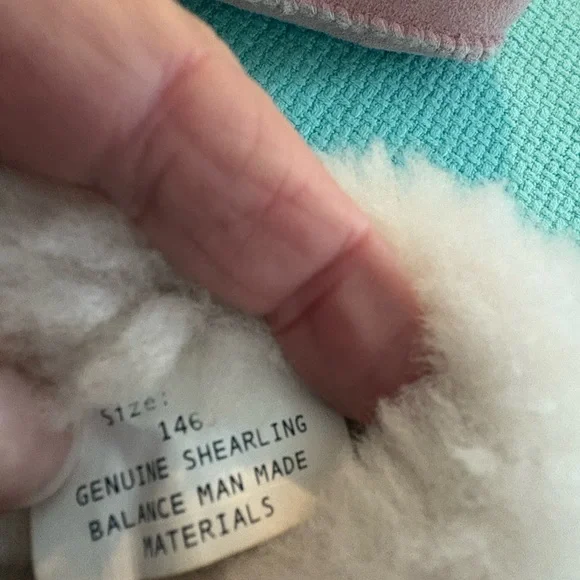 Size:
146
GENUINE SHEARLING
BALANCE MAN MADE
MATERIALS